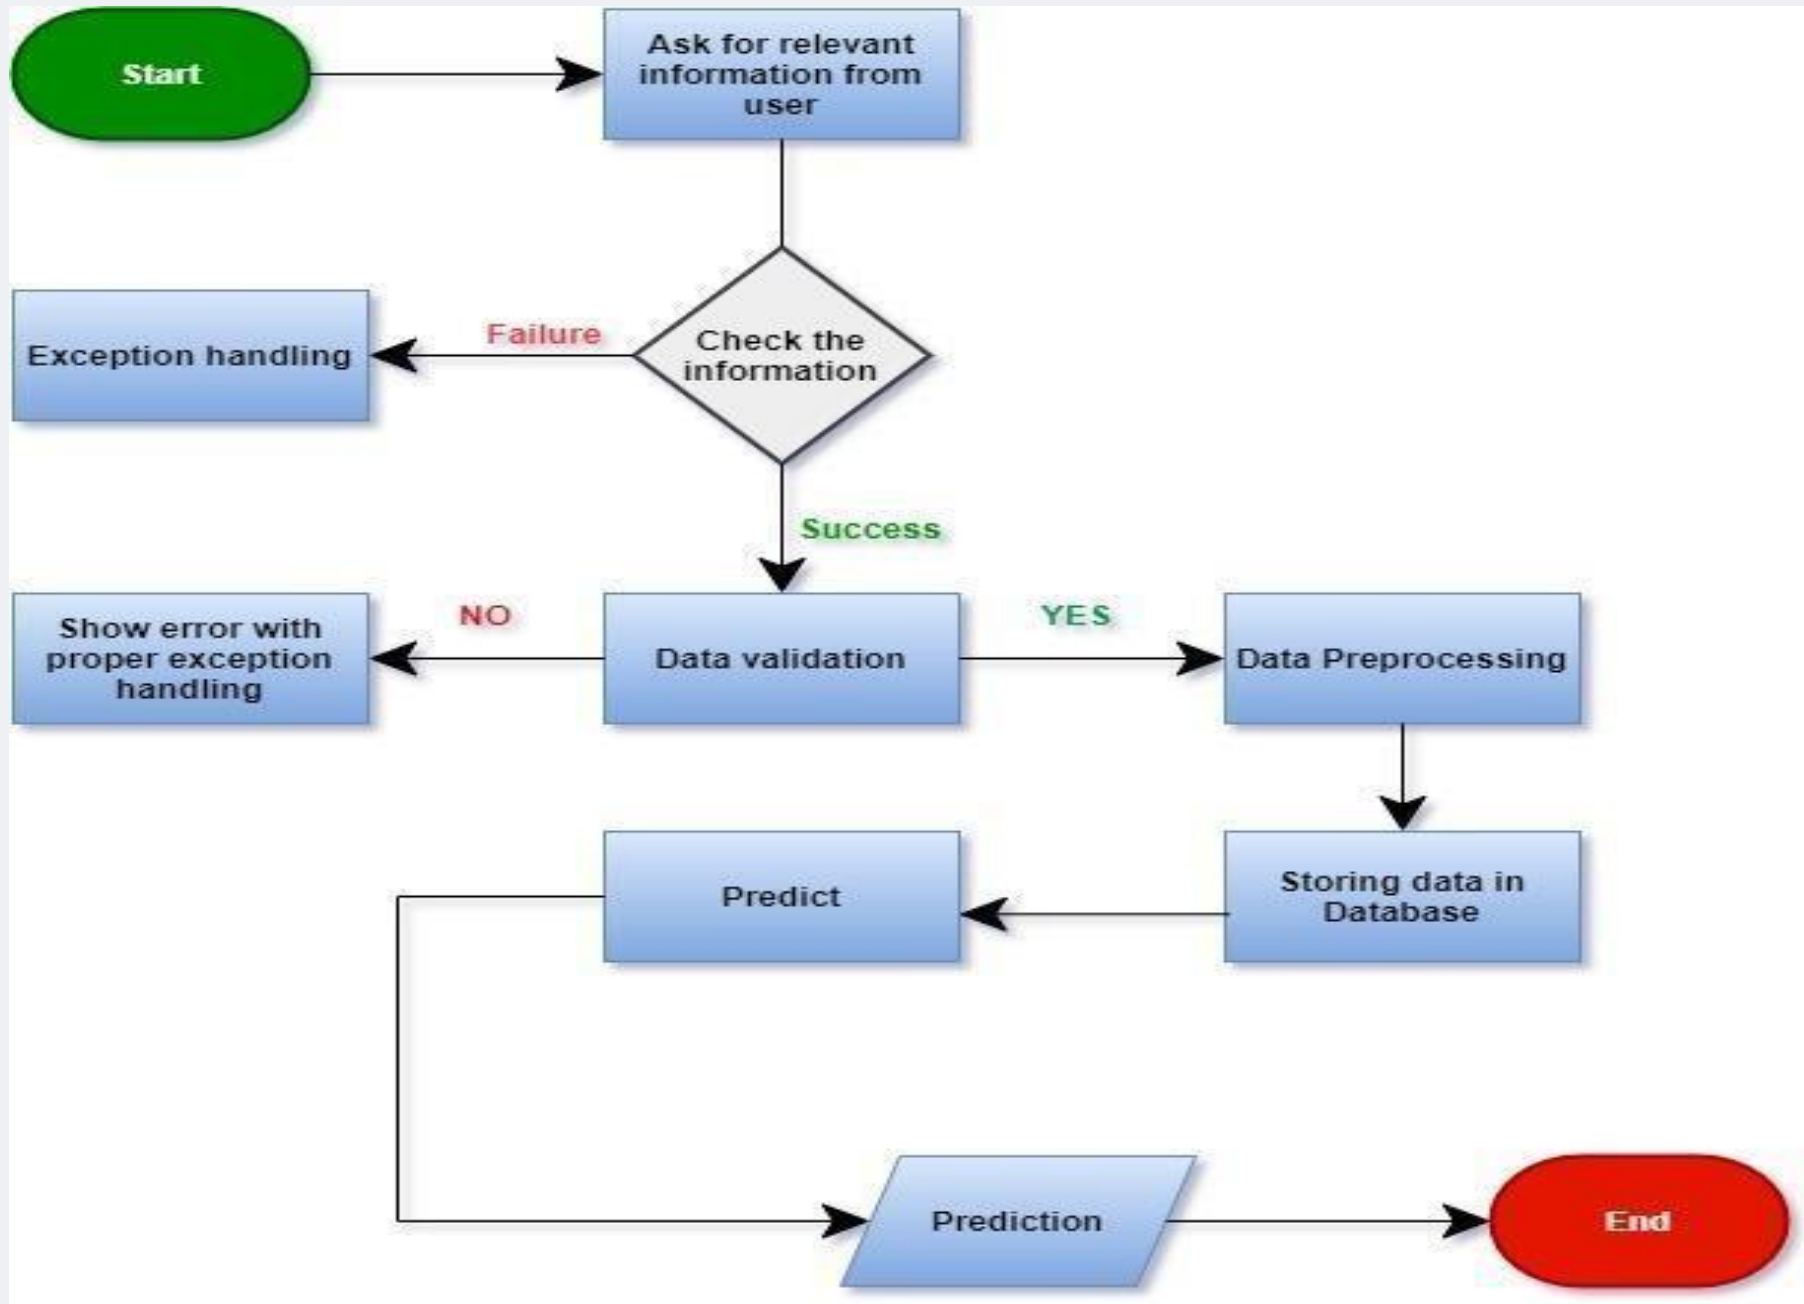 Start
Ask for relevant
information from
user
Failure
Check the
information
Exception handling
Success
NO
YES
Show error with
proper exception
handling
Data validation
Data Preprocessing
Predict
Storing data in
Database
Prediction
End